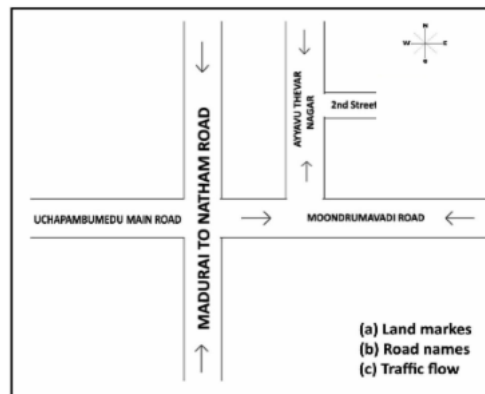 N
W E
S
AYYAVU THEVAR
NAGAR
2nd Street
MADURAI TO NATHAM ROAD
UCHAPAMBUMEDU MAIN ROAD
MOONDRUMAVADI ROAD
(a) Land markes
(b) Road names
(c) Traffic flow